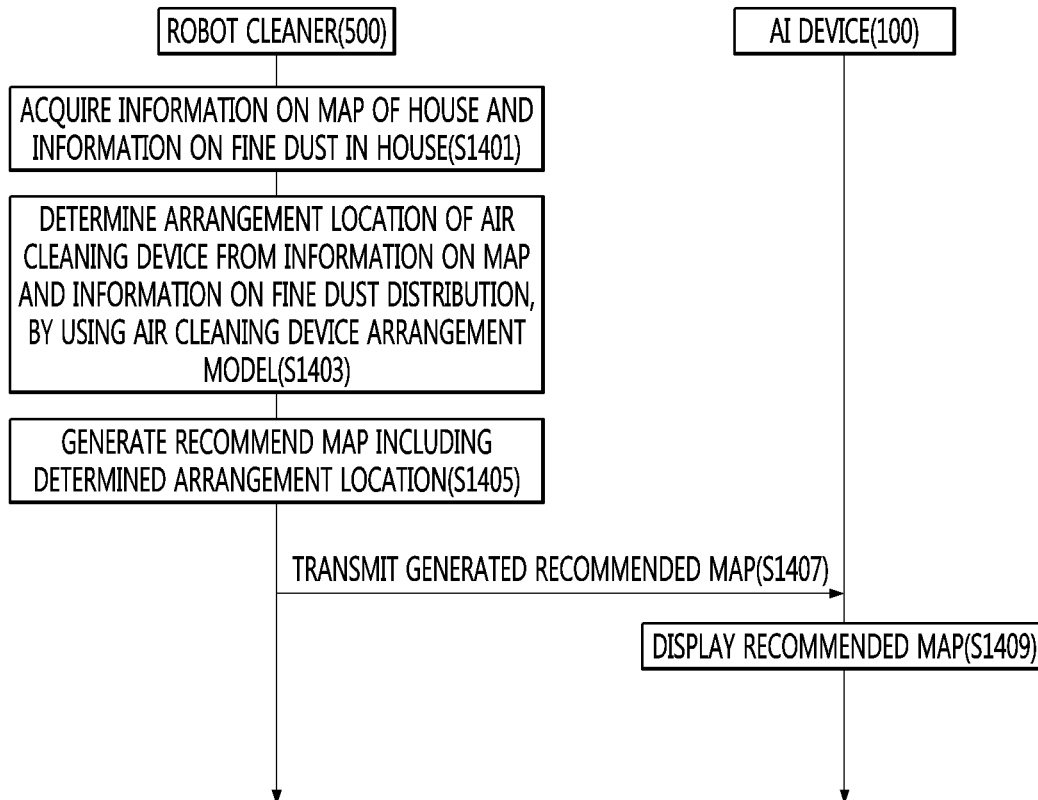 ROBOT CLEANER(500)
AI DEVICE(100)
ACQUIRE INFORMATION ON MAP OF HOUSE AND
INFORMATION ON FINE DUST IN HOUSE(S1401)
DETERMINE ARRANGEMENT LOCATION OF AIR
CLEANING DEVICE FROM INFORMATION ON MAP
AND INFORMATION ON FINE DUST DISTRIBUTION,
BY USING AIR CLEANING DEVICE ARRANGEMENT
MODEL(S1403)
GENERATE RECOMMEND MAP INCLUDING
DETERMINED ARRANGEMENT LOCATION(S1405)
TRANSMIT GENERATED RECOMMENDED MAP(S1407)
DISPLAY RECOMMENDED MAP(S1409)